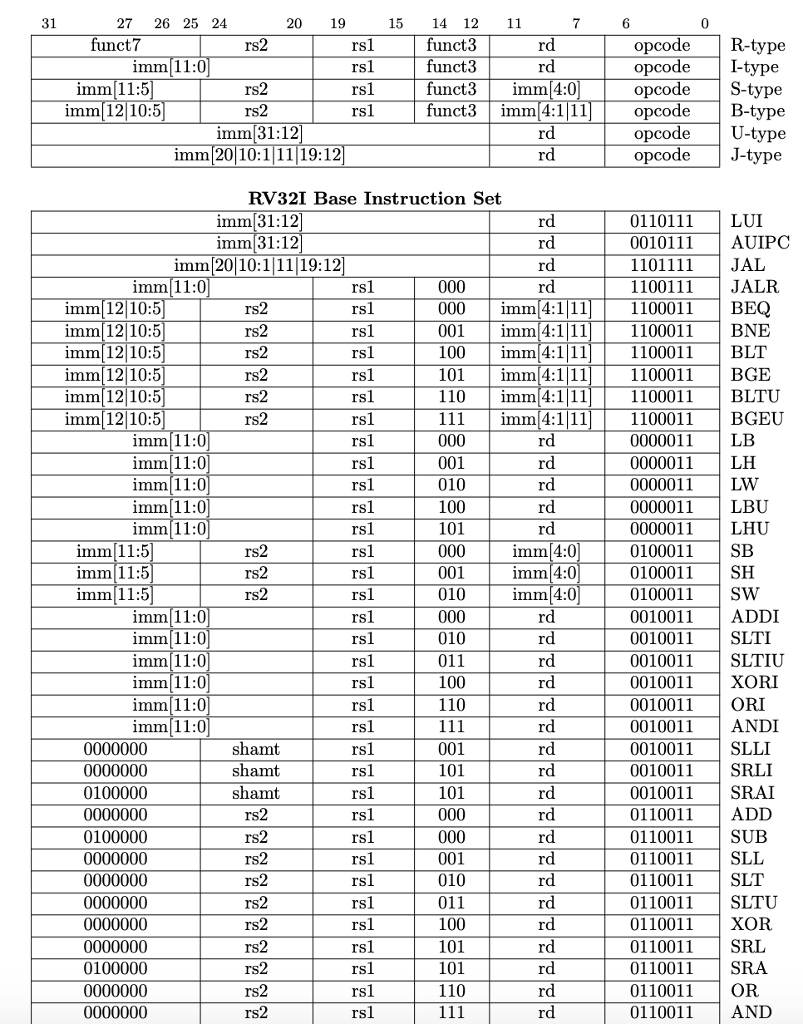 31 27 26 25 24 20 19 15 14 12 11 7 6 0
funct7 rs2 rs1 funct3 rd opcode R-type
imm[11:0] rs1 funct3 rd opcode I-type
imm[11:5] rs2 rs1 funct3 imm[4:0] opcode S-type
imm[12|10:5] rs2 rs1 funct3 imm[4:1|11] opcode B-type
imm[31:12] rd opcode U-type
imm[20|10:1|11|19:12] rd opcode J-type
RV32I Base Instruction Set
imm[31:12] rd 0110111 LUI
imm[31:12] rd 0010111 AUIPC
imm[20|10:1|11|19:12] rd 1101111 JAL
imm[11:0] rs1 000 rd 1100111 JALR
imm[12|10:5] rs2 rs1 000 imm[4:1|11] 1100011 BEQ
imm[12|10:5] rs2 rs1 001 imm[4:1|11] 1100011 BNE
imm[12|10:5] rs2 rs1 100 imm[4:1|11] 1100011 BLT
imm[12|10:5] rs2 rs1 101 imm[4:1|11] 1100011 BGE
imm[12|10:5] rs2 rs1 110 imm[4:1|11] 1100011 BLTU
imm[12|10:5] rs2 rs1 111 imm[4:1|11] 1100011 BGEU
imm[11:0] rs1 000 rd 0000011 LB
imm[11:0] rs1 001 rd 0000011 LH
imm[11:0] rs1 010 rd 0000011 LW
imm[11:0] rs1 100 rd 0000011 LBU
imm[11:0] rs1 101 rd 0000011 LHU
imm[11:5] rs2 rs1 000 imm[4:0] 0100011 SB
imm[11:5] rs2 rs1 001 imm[4:0] 0100011 SH
imm[11:5] rs2 rs1 010 imm[4:0] 0100011 SW
imm[11:0] rs1 000 rd 0010011 ADDI
imm[11:0] rs1 010 rd 0010011 SLTI
imm[11:0] rs1 011 rd 0010011 SLTIU
imm[11:0] rs1 100 rd 0010011 XORI
imm[11:0] rs1 110 rd 0010011 ORI
imm[11:0] rs1 111 rd 0010011 ANDI
0000000 shamt rs1 001 rd 0010011 SLLI
0000000 shamt rs1 101 rd 0010011 SRLI
0100000 shamt rs1 101 rd 0010011 SRAI
0000000 rs2 rs1 000 rd 0110011 ADD
0100000 rs2 rs1 000 rd 0110011 SUB
0000000 rs2 rs1 001 rd 0110011 SLL
0000000 rs2 rs1 010 rd 0110011 SLT
0000000 rs2 rs1 011 rd 0110011 SLTU
0000000 rs2 rs1 100 rd 0110011 XOR
0000000 rs2 rs1 101 rd 0110011 SRL
0100000 rs2 rs1 101 rd 0110011 SRA
0000000 rs2 rs1 110 rd 0110011 OR
0000000 rs2 rs1 111 rd 0110011 AND